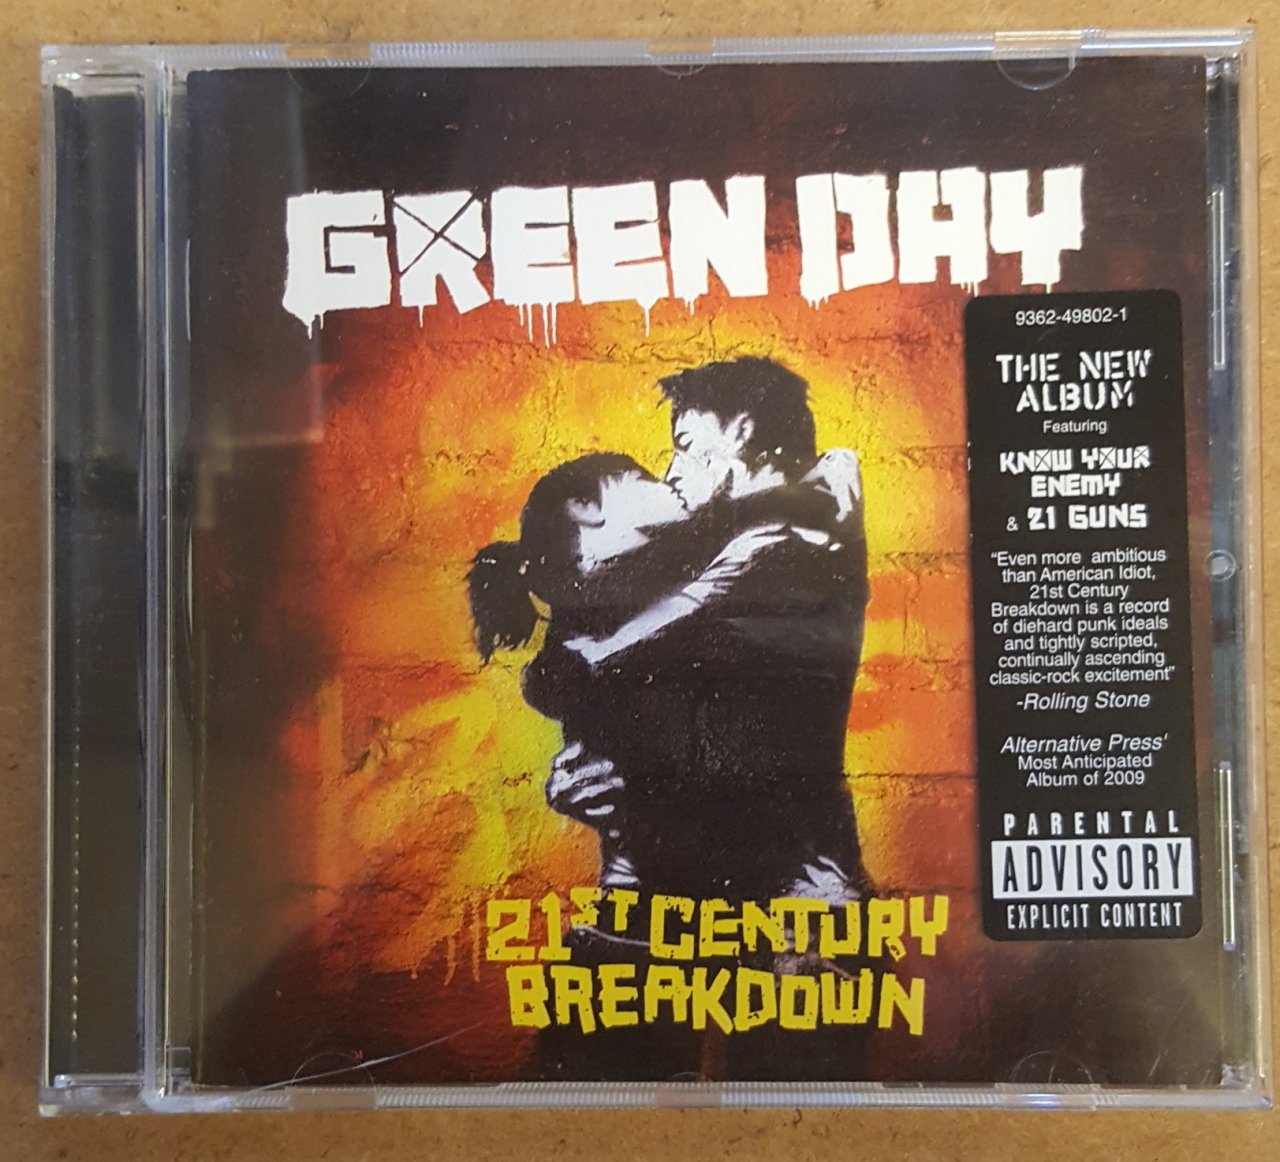 GREEN DAY
9362-49802-1
THE NEW
ALBUM
Featuring
KNOW YOUR
ENEMY
& 21 GUNS
"Even more ambitious
than American Idiot,
21st Century
Breakdown is a record
of diehard punk ideals
and tightly scripted,
continually ascending
classic-rock excitement"
-Rolling Stone
Alternative Press'
Most Anticipated
Album of 2009
PARENTAL
ADVISORY
EXPLICIT CONTENT
21ST CENTURY
BREAKDOWN